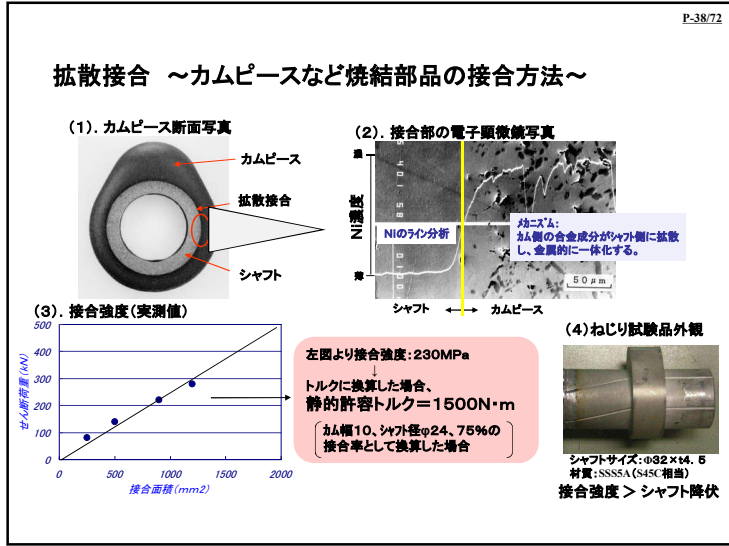 P-38/72
拡散接合 ～カムピースなど焼結部品の接合方法～
(1). カムピース断面写真
カムピース
拡散接合
シャフト
(2). 接合部の電子顕微鏡写真
濃
Ni濃度
薄
Niのライン分析
ﾒｶﾆｽﾞﾑ:
カム側の合金成分がシャフト側に拡散
し、金属的に一体化する。
50μm
シャフト
カムピース
(3). 接合強度(実測値)
せん断荷重(kN)
500
400
300
200
100
0
0
500
1000
1500
2000
接合面積(mm2)
左図より接合強度:230MPa
↓
トルクに換算した場合、
静的許容トルク＝1500N・m
カム幅10、シャフト径φ24、75%の
接合率として換算した場合
(4)ねじり試験品外観
シャフトサイズ:Φ32×t4.5
材質:SSS5A(S45C相当)
接合強度 > シャフト降伏